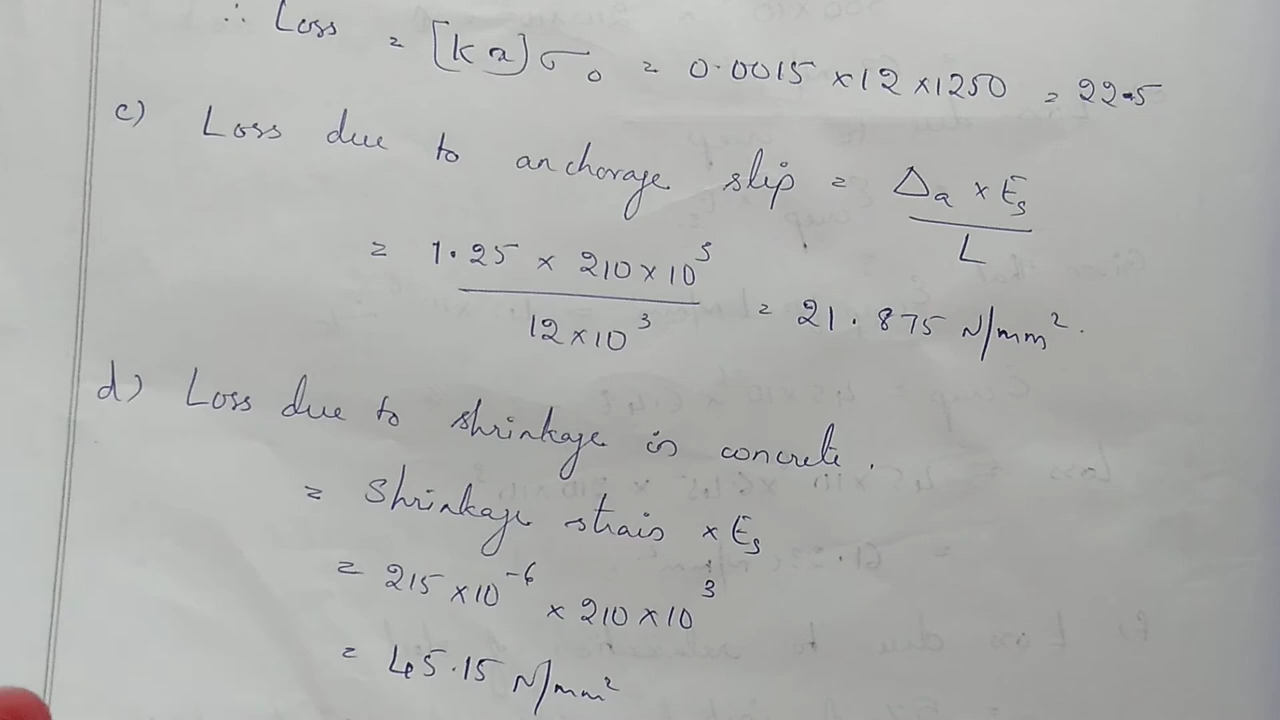 ∴ Loss = [K x] σ₀ = 0.0015 × 12 × 1250 = 22.5
c) Loss due to anchorage slip = Δa × Es / L
= 1.25 × 210 × 10³ / 12 × 10³ = 21.875 N/mm².
d) Loss due to shrinkage in concrete.
= Shrinkage strain × Es
= 215 × 10⁻⁶ × 210 × 10³
= 45.15 N/mm²